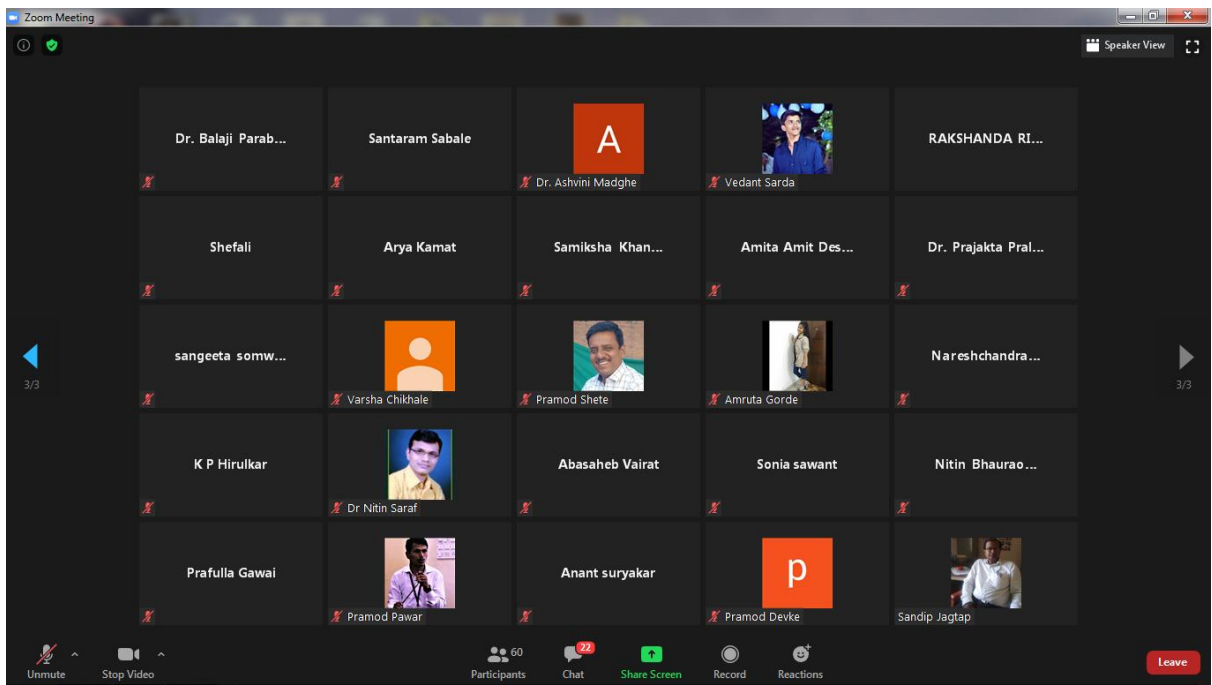 Zoom Meeting
Speaker View
Dr. Balaji Parab...
Santaram Sabale
A
Dr. Ashvini Madghe
Vedant Sarda
RAKSHANDA RI...
Shefali
Arya Kamat
Samiksha Khan...
Amita Amit Des...
Dr. Prajakta Pral...
sangeeta somw...
Varsha Chikhale
Pramod Shete
Amruta Gorde
Nareshchandra...
3/3
3/3
K P Hirulkar
Dr Nitin Saraf
Abasaheb Vairat
Sonia sawant
Nitin Bhaurao...
Prafulla Gawai
Pramod Pawar
Anant suryakar
p
Pramod Devke
Sandip Jagtap
Unmute
Stop Video
60
Participants
22
Chat
Share Screen
Record
Reactions
Leave